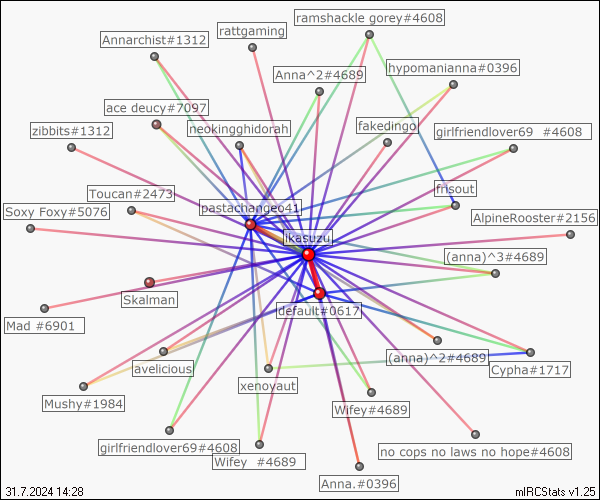 ramshackle gorey#4608
rattgaming
Annarchist#1312
hypomanianna#0396
Anna^2#4689
ace deucy#7097
fakedingo
neokingghidorah
zibbits#1312
girlfriendlover69 #4608
frisout
Toucan#2473
pastachange041
Soxy Foxy#5076
AlpineRooster#2156
jikasuzu
(anna)^3#4689
Skalman
default#0617
Mad #6901
(anna)^2#4689
avelicious
Cypha#1717
xenoyaut
Mushy#1984
Wifey#4689
girlfriendlover69#4608
no cops no laws no hope#4608
Wifey #4689
Anna.#0396
31.7.2024 14:28
mIRCStats v1.25